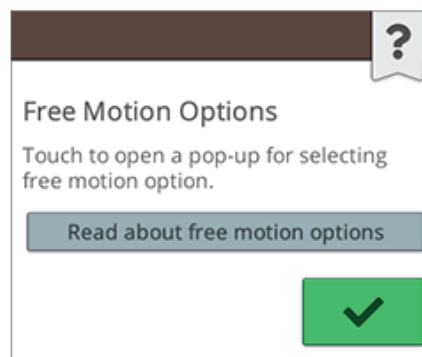 ?
Free Motion Options
Touch to open a pop-up for selecting
free motion option.
Read about free motion options